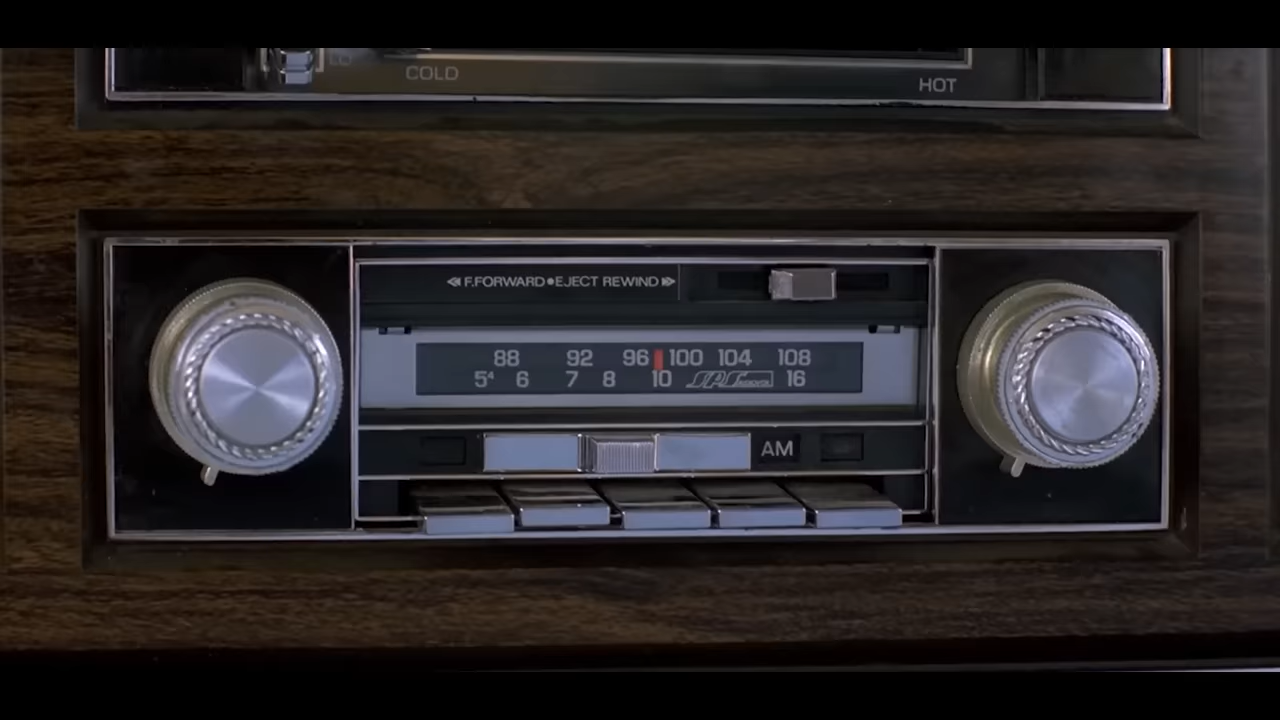 COLD
HOT
F.FORWARD•EJECT REWIND
88 92 96 100 104 108
5⁴ 6 7 8 10 16
AM